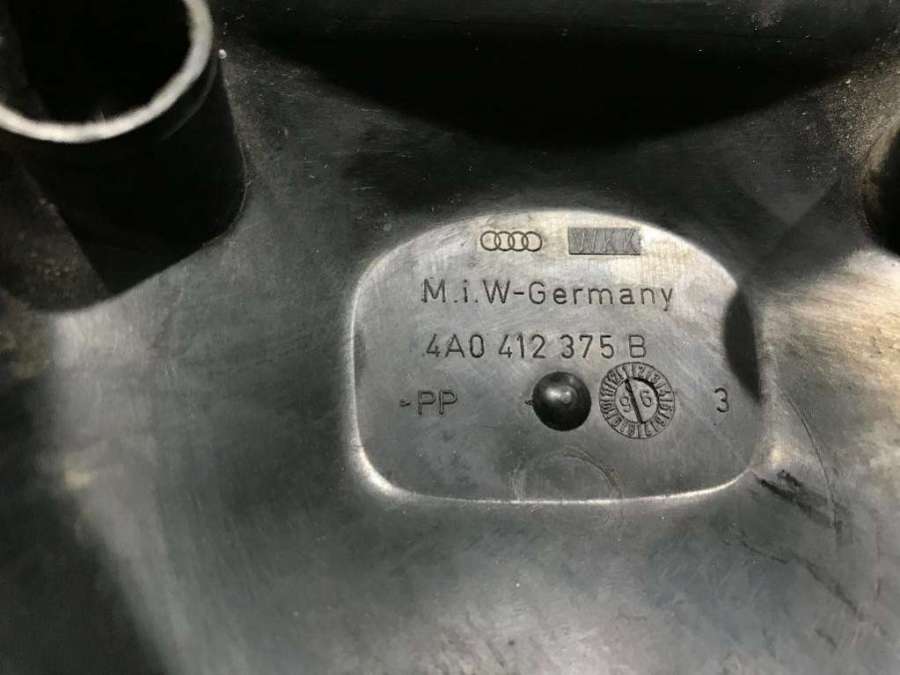 WKK
M.i.W-Germany
4A0 412 375 B
-PP
96
3